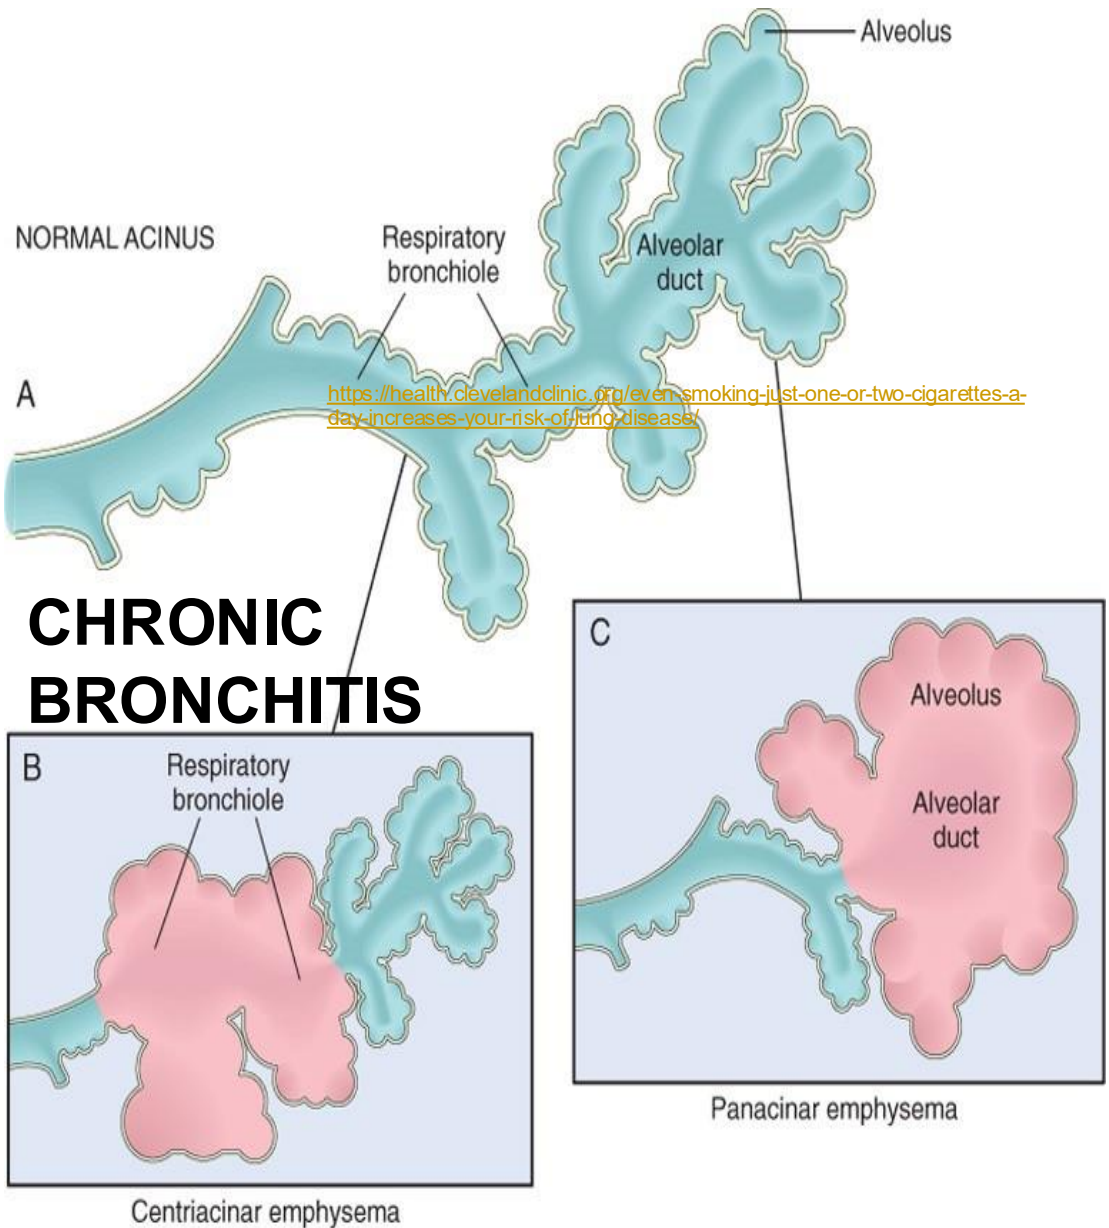 Alveolus
NORMAL ACINUS
Respiratory
bronchiole
Alveolar
duct
A
https://health.clevelandclinic.org/even-smoking-just-one-or-two-cigarettes-a-
day-increases-your-risk-of-lung-disease/
CHRONIC
BRONCHITIS
B
Respiratory
bronchiole
Centriacinar emphysema
C
Alveolus
Alveolar
duct
Panacinar emphysema